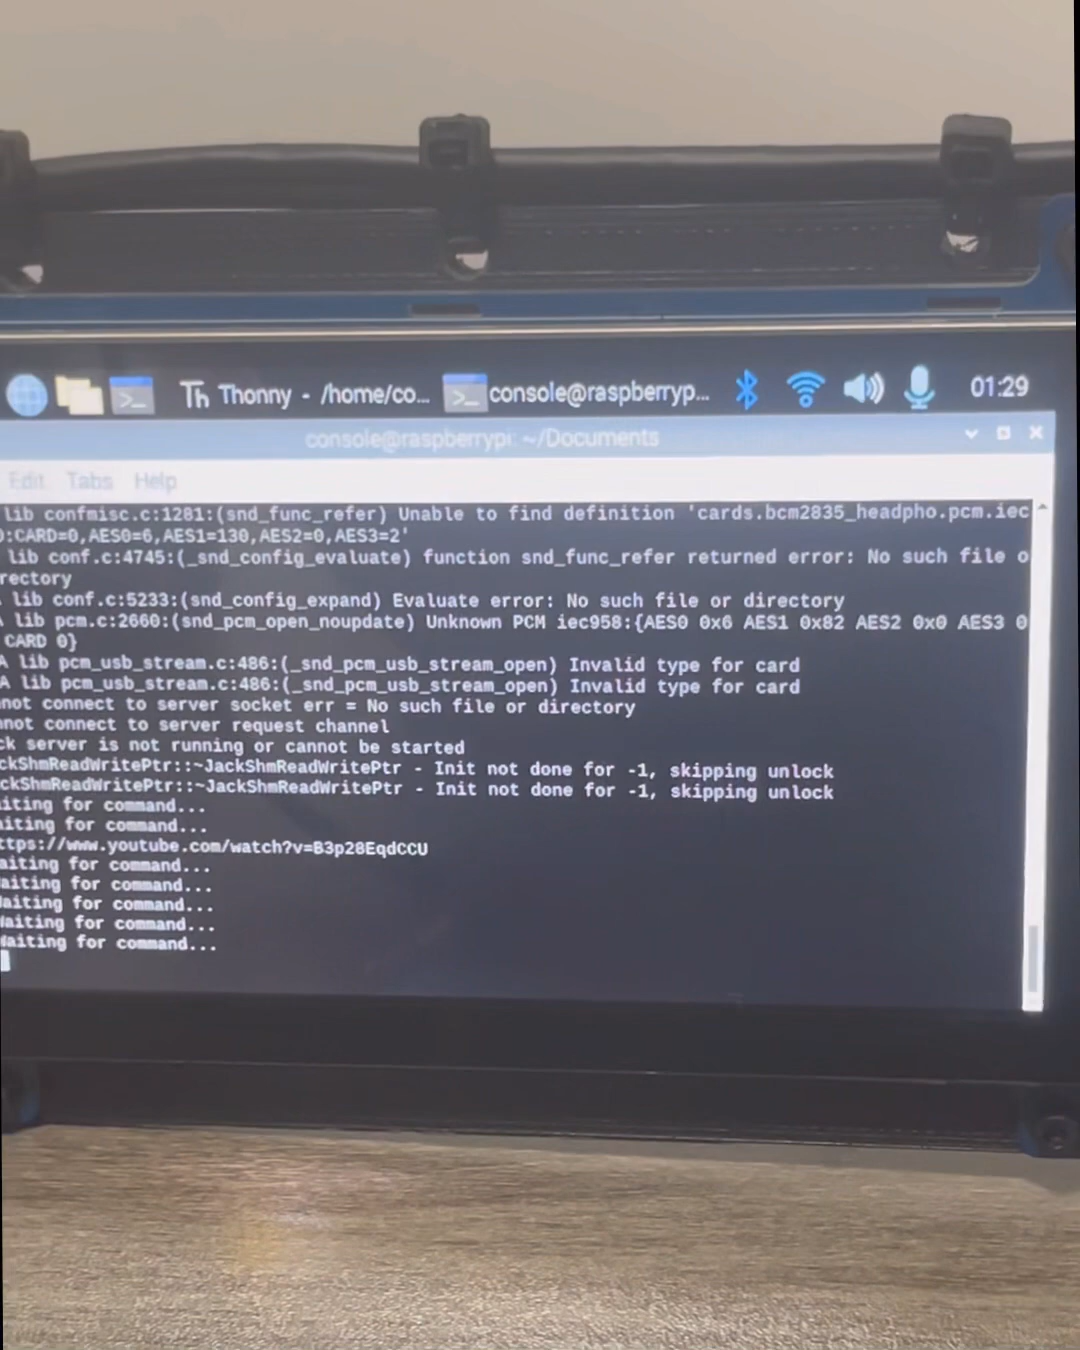 Th Thonny - /home/co... >_ console@raspberryp... 01:29
console@raspberrypi: ~/Documents
Edit Tabs Help
lib confmisc.c:1281:(snd_func_refer) Unable to find definition 'cards.bcm2835_headpho.pcm.iec
):CARD=0,AES0=6,AES1=130,AES2=0,AES3=2'
lib conf.c:4745:(_snd_config_evaluate) function snd_func_refer returned error: No such file o
rectory
lib conf.c:5233:(snd_config_expand) Evaluate error: No such file or directory
A lib pcm.c:2660:(snd_pcm_open_noupdate) Unknown PCM iec958:{AES0 0x6 AES1 0x82 AES2 0x0 AES3 0
CARD 0}
A lib pcm_usb_stream.c:486:(_snd_pcm_usb_stream_open) Invalid type for card
A lib pcm_usb_stream.c:486:(_snd_pcm_usb_stream_open) Invalid type for card
nnot connect to server socket err = No such file or directory
nnot connect to server request channel
ck server is not running or cannot be started
ckShmReadWritePtr::~JackShmReadWritePtr - Init not done for -1, skipping unlock
ckShmReadWritePtr::~JackShmReadWritePtr - Init not done for -1, skipping unlock
iting for command...
aiting for command...
ttps://www.youtube.com/watch?v=B3p28EqdCCU
aiting for command...
aiting for command...
Waiting for command...
Waiting for command...
Waiting for command...